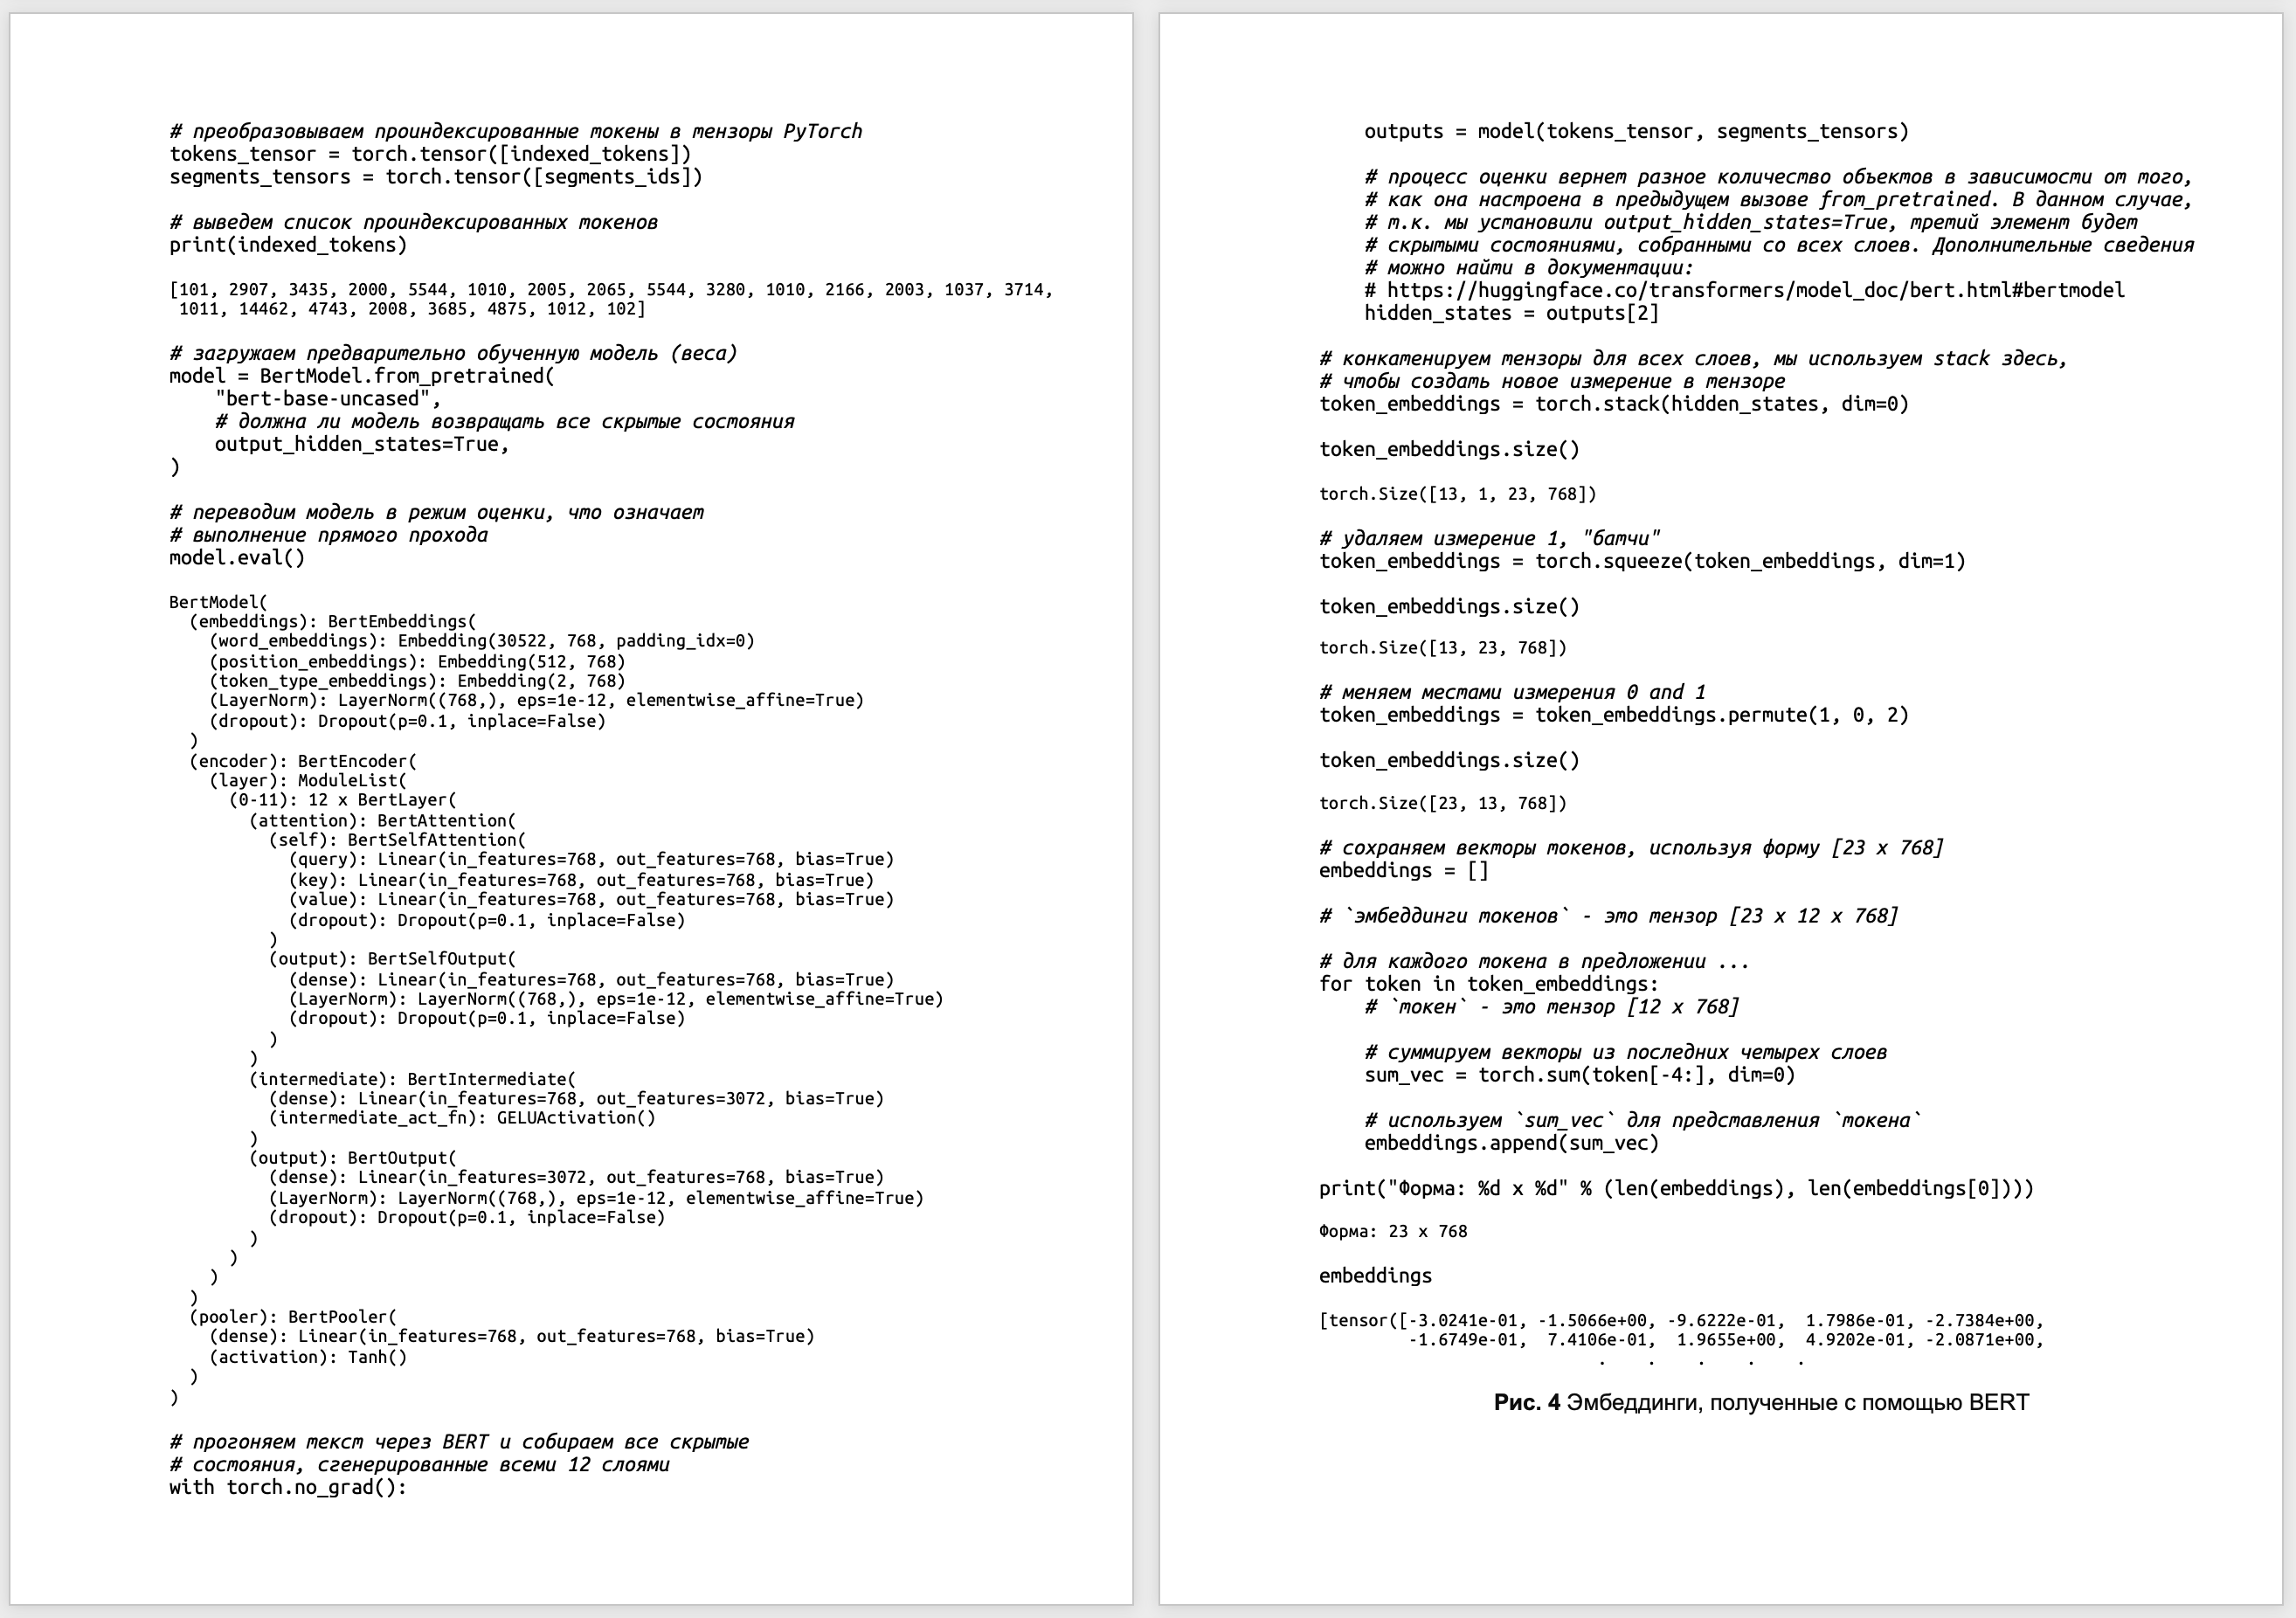 # преобразовываем проиндексированные токены в тензоры PyTorch
tokens_tensor = torch.tensor([indexed_tokens])
segments_tensors = torch.tensor([segments_ids])

# выведем список проиндексированных токенов
print(indexed_tokens)

[101, 2907, 3435, 2000, 5544, 1010, 2005, 2065, 5544, 3280, 1010, 2166, 2003, 1037, 3714,
 1011, 14462, 4743, 2008, 3685, 4875, 1012, 102]

# загружаем предварительно обученную модель (веса)
model = BertModel.from_pretrained(
    "bert-base-uncased",
    # должна ли модель возвращать все скрытые состояния
    output_hidden_states=True,
)

# переводим модель в режим оценки, что означает
# выполнение прямого прохода
model.eval()

BertModel(
  (embeddings): BertEmbeddings(
    (word_embeddings): Embedding(30522, 768, padding_idx=0)
    (position_embeddings): Embedding(512, 768)
    (token_type_embeddings): Embedding(2, 768)
    (LayerNorm): LayerNorm((768,), eps=1e-12, elementwise_affine=True)
    (dropout): Dropout(p=0.1, inplace=False)
  )
  (encoder): BertEncoder(
    (layer): ModuleList(
      (0-11): 12 x BertLayer(
        (attention): BertAttention(
          (self): BertSelfAttention(
            (query): Linear(in_features=768, out_features=768, bias=True)
            (key): Linear(in_features=768, out_features=768, bias=True)
            (value): Linear(in_features=768, out_features=768, bias=True)
            (dropout): Dropout(p=0.1, inplace=False)
          )
          (output): BertSelfOutput(
            (dense): Linear(in_features=768, out_features=768, bias=True)
            (LayerNorm): LayerNorm((768,), eps=1e-12, elementwise_affine=True)
            (dropout): Dropout(p=0.1, inplace=False)
          )
        )
        (intermediate): BertIntermediate(
          (dense): Linear(in_features=768, out_features=3072, bias=True)
          (intermediate_act_fn): GELUActivation()
        )
        (output): BertOutput(
          (dense): Linear(in_features=3072, out_features=768, bias=True)
          (LayerNorm): LayerNorm((768,), eps=1e-12, elementwise_affine=True)
          (dropout): Dropout(p=0.1, inplace=False)
        )
      )
    )
  )
  (pooler): BertPooler(
    (dense): Linear(in_features=768, out_features=768, bias=True)
    (activation): Tanh()
  )
)

# прогоняем текст через BERT и собираем все скрытые
# состояния, сгенерированные всеми 12 слоями
with torch.no_grad():

    outputs = model(tokens_tensor, segments_tensors)

    # процесс оценки вернет разное количество объектов в зависимости от того,
    # как она настроена в предыдущем вызове from_pretrained. В данном случае,
    # т.к. мы установили output_hidden_states=True, третий элемент будет
    # скрытыми состояниями, собранными со всех слоев. Дополнительные сведения
    # можно найти в документации:
    # https://huggingface.co/transformers/model_doc/bert.html#bertmodel
    hidden_states = outputs[2]

# конкатенируем тензоры для всех слоев, мы используем stack здесь,
# чтобы создать новое измерение в тензоре
token_embeddings = torch.stack(hidden_states, dim=0)

token_embeddings.size()

torch.Size([13, 1, 23, 768])

# удаляем измерение 1, "батчи"
token_embeddings = torch.squeeze(token_embeddings, dim=1)

token_embeddings.size()

torch.Size([13, 23, 768])

# меняем местами измерения 0 and 1
token_embeddings = token_embeddings.permute(1, 0, 2)

token_embeddings.size()

torch.Size([23, 13, 768])

# сохраняем векторы токенов, используя форму [23 x 768]
embeddings = []

# `эмбеддинги токенов` - это тензор [23 x 12 x 768]

# для каждого токена в предложении ...
for token in token_embeddings:
    # `токен` - это тензор [12 x 768]

    # суммируем векторы из последних четырех слоев
    sum_vec = torch.sum(token[-4:], dim=0)

    # используем `sum_vec` для представления `токена`
    embeddings.append(sum_vec)

print("Форма: %d x %d" % (len(embeddings), len(embeddings[0])))

Форма: 23 x 768

embeddings

[tensor([-3.0241e-01, -1.5066e+00, -9.6222e-01,  1.7986e-01, -2.7384e+00,
         -1.6749e-01,  7.4106e-01,  1.9655e+00,  4.9202e-01, -2.0871e+00,
                            .    .    .    .    .

Рис. 4 Эмбеддинги, полученные с помощью BERT